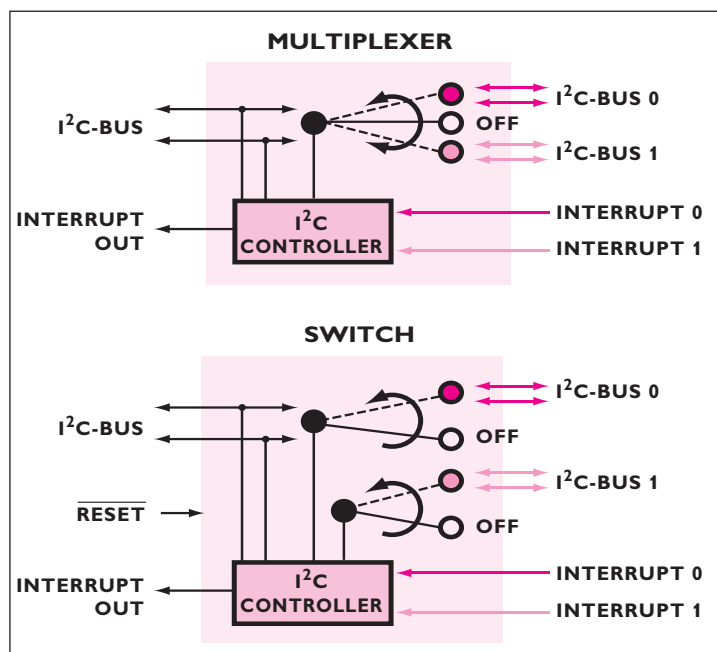 MULTIPLEXER
I²C-BUS
I²C-BUS 0
OFF
I²C-BUS 1
INTERRUPT
OUT
I²C
CONTROLLER
INTERRUPT 0
INTERRUPT 1
SWITCH
I²C-BUS
I²C-BUS 0
OFF
RESET
I²C-BUS 1
OFF
INTERRUPT
OUT
I²C
CONTROLLER
INTERRUPT 0
INTERRUPT 1